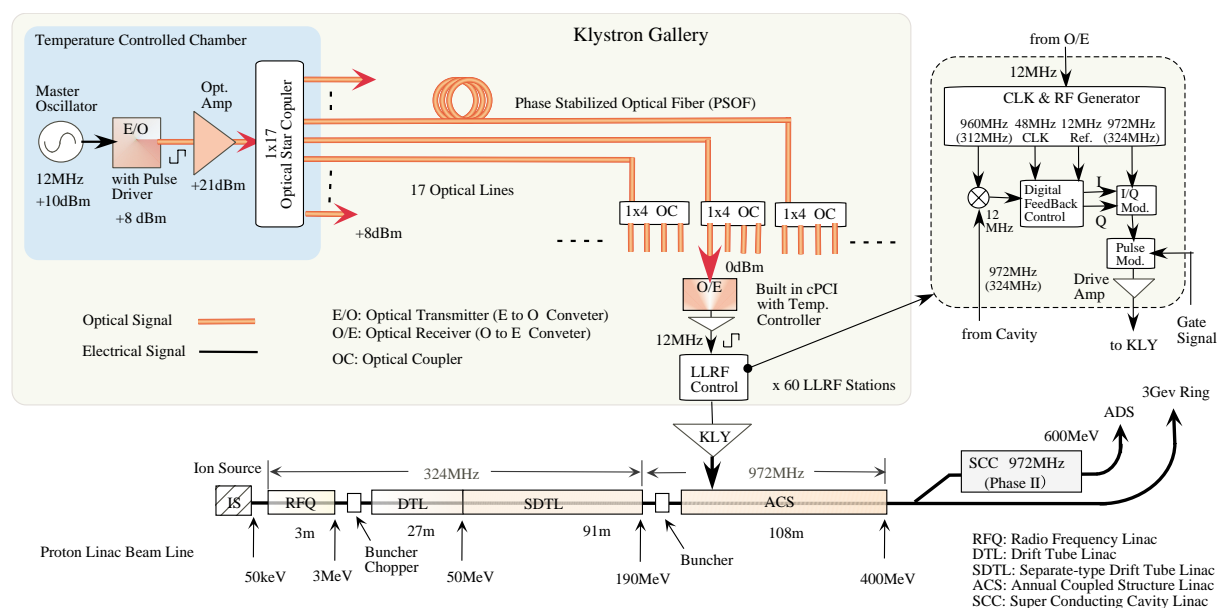 Klystron Gallery
Temperature Controlled Chamber
Master
Oscillator
12MHz
+10dBm
E/O
with Pulse
Driver
+8 dBm
Opt.
Amp
+21dBm
1x17
Optical Star Copuler
Phase Stabilized Optical Fiber (PSOF)
17 Optical Lines
+8dBm
1x4 OC
1x4 OC
1x4 OC
0dBm
O/E
Built in cPCI
with Temp.
Controller
12MHz
LLRF
Control
x 60 LLRF Stations
Optical Signal
Electrical Signal
E/O: Optical Transmitter (E to O Conveter)
O/E: Optical Receiver (O to E Conveter)
OC: Optical Coupler
from O/E
12MHz
CLK & RF Generator
960MHz 48MHz 12MHz 972MHz
(312MHz) CLK Ref. (324MHz)
Digital
FeedBack
Control
I
Q
I/Q
Mod.
12
MHz
Pulse
Mod.
972MHz
(324MHz)
Drive
Amp
from Cavity
to KLY
Gate
Signal
KLY
3Gev Ring
ADS
600MeV
SCC 972MHz
(Phase II)
Ion Source
324MHz
972MHz
IS
RFQ
DTL
SDTL
ACS
3m
27m
91m
108m
Buncher
Chopper
Buncher
Proton Linac Beam Line
50keV
3MeV
50MeV
190MeV
400MeV
RFQ: Radio Frequency Linac
DTL: Drift Tube Linac
SDTL: Separate-type Drift Tube Linac
ACS: Annual Coupled Structure Linac
SCC: Super Conducting Cavity Linac